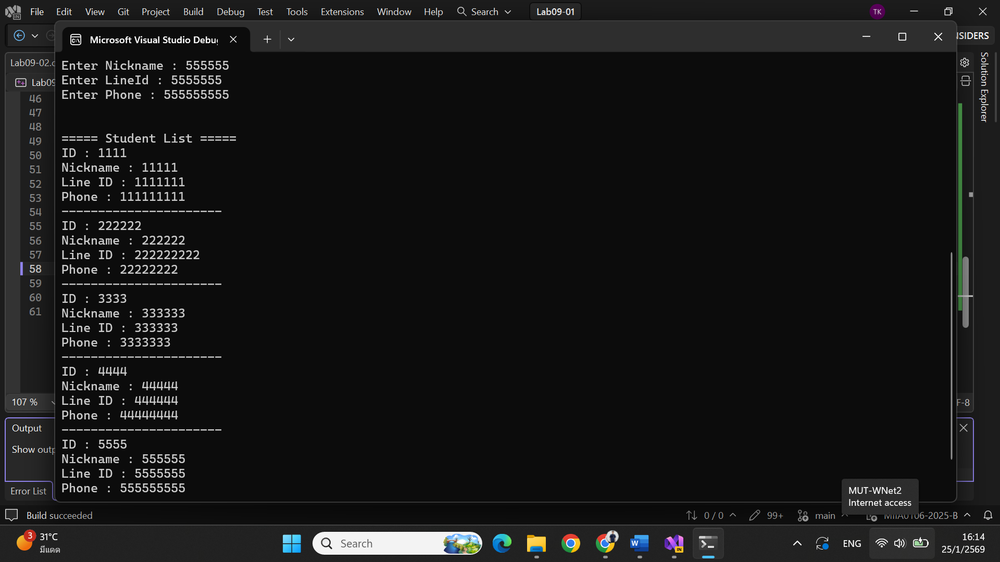 File Edit View Git Project Build Debug Test Tools Extensions Window Help Search Lab09-01 TK
Microsoft Visual Studio Debu
Lab09-02.c
Lab09
Enter Nickname : 555555
Enter LineId : 5555555
Enter Phone : 555555555
===== Student List =====
ID : 1111
Nickname : 11111
Line ID : 1111111
Phone : 111111111
----------------------
ID : 222222
Nickname : 222222
Line ID : 222222222
Phone : 22222222
----------------------
ID : 3333
Nickname : 333333
Line ID : 333333
Phone : 3333333
----------------------
ID : 4444
Nickname : 44444
Line ID : 444444
Phone : 44444444
----------------------
ID : 5555
Nickname : 555555
Line ID : 5555555
Phone : 555555555
46
47
48
49
50
51
52
53
54
55
56
57
58
59
60
61
107 %
Output
Show outp
Error List
SIDERS
Solution Explorer
F-8
MUT-WNet2
Internet access
Build succeeded
0 / 0 99+ main MIIA0106-2025-B
3 31°C
มีแดด
Search
ENG
16:14
25/1/2569